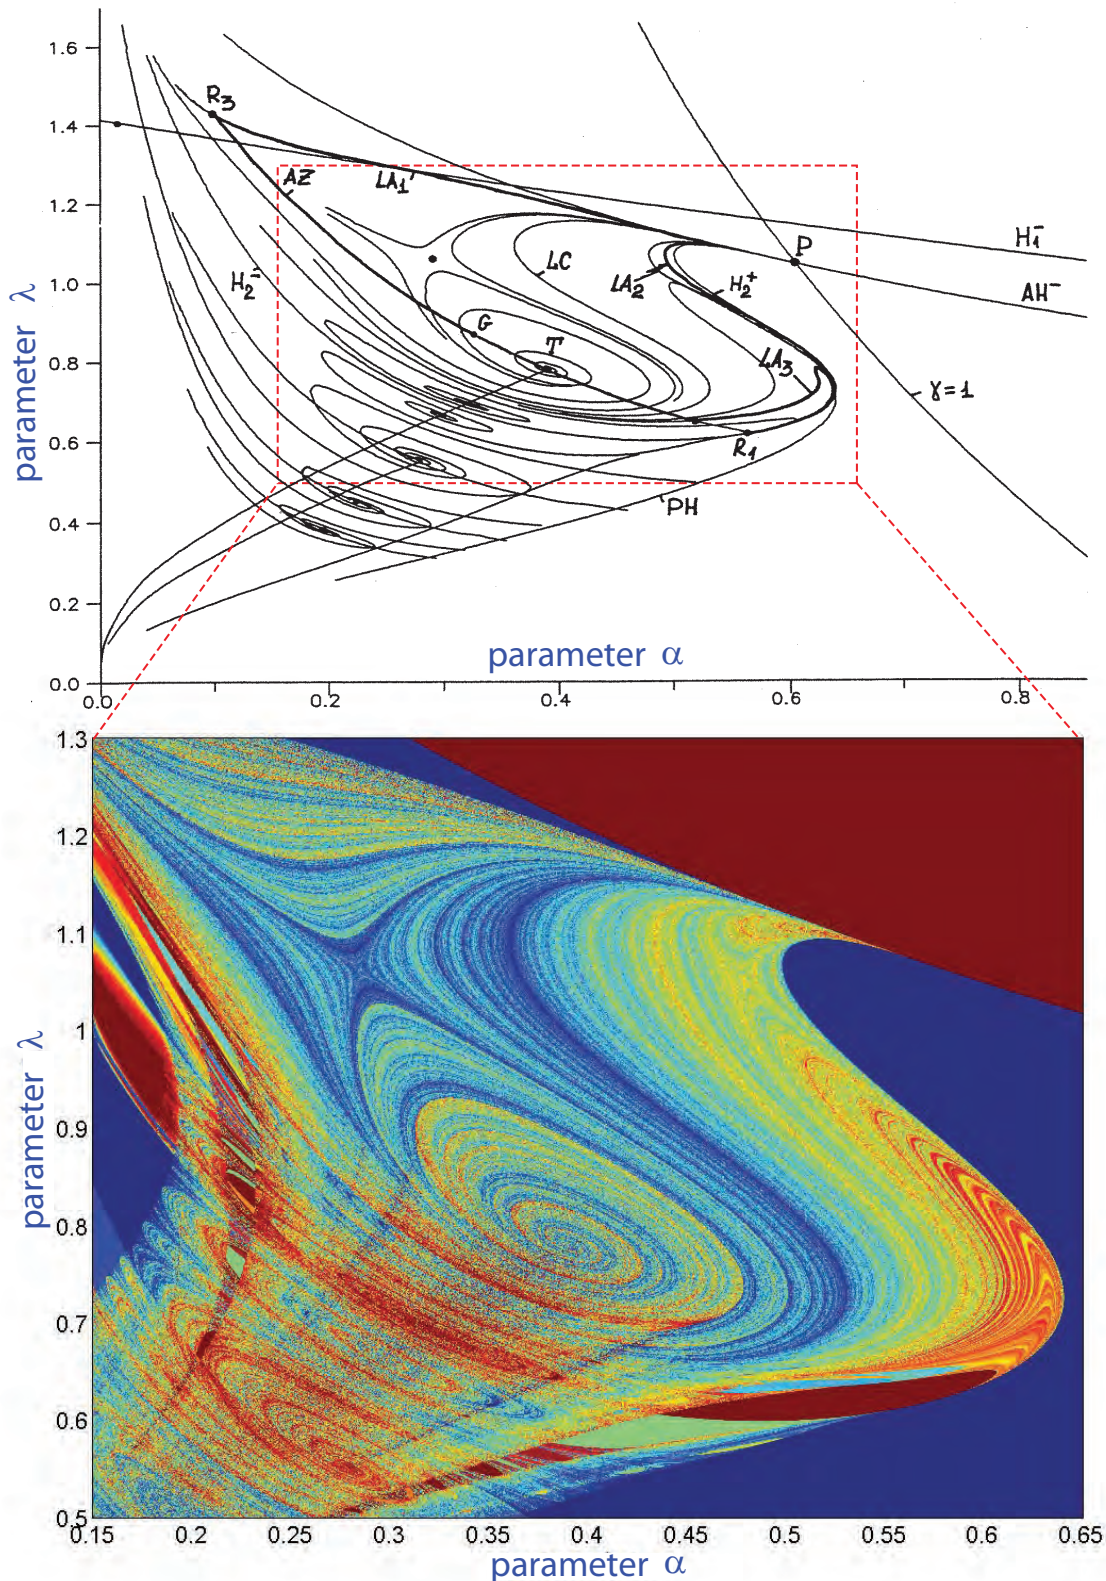 1.6
R₃
1.4
AZ
LA₁
1.2
P
H₁⁻
LC
H₂⁻
LA₂
H₂⁺
AH⁻
1.0
G
T
0.8
LA₃
γ=1
0.6
R₁
PH
0.4
0.2
0.0
parameter λ
parameter α
0.0
0.2
0.4
0.6
0.8
1.3
1.2
1.1
1
0.9
0.8
0.7
0.6
0.5
parameter λ
0.15
0.2
0.25
0.3
0.35
0.4
0.45
0.5
0.55
0.6
0.65
parameter α